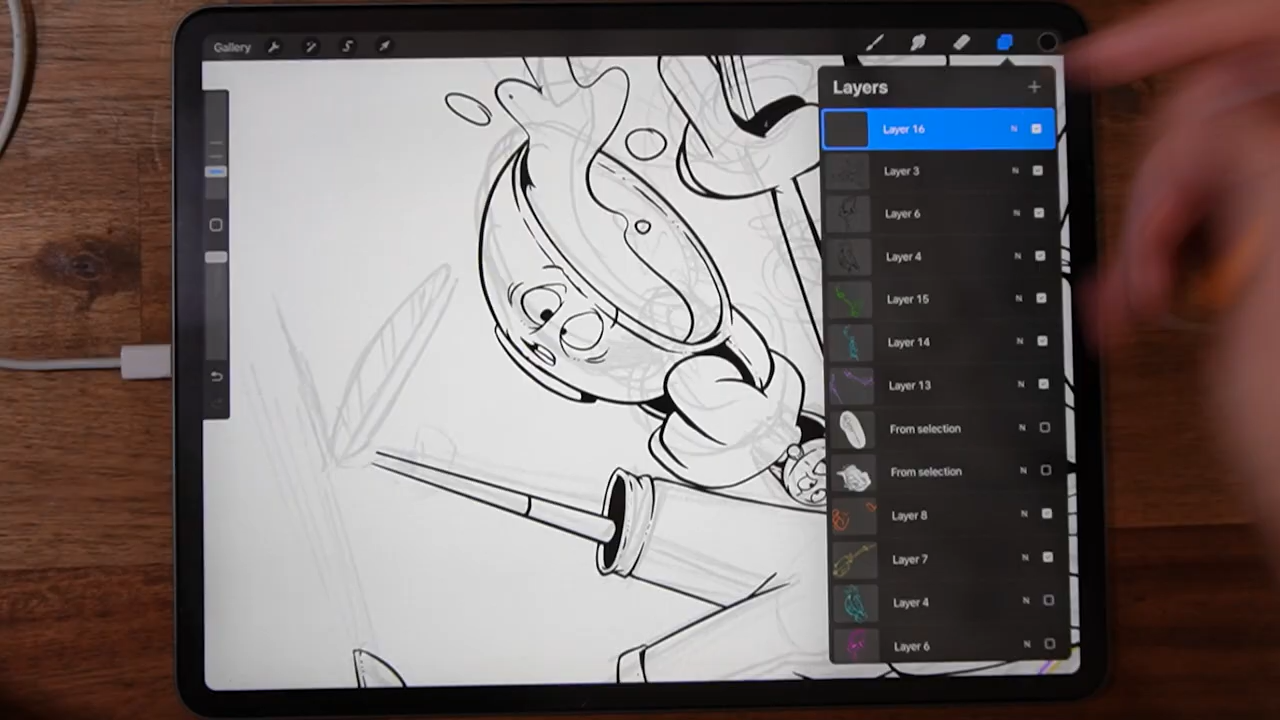 Gallery
Layers
Layer 16 N
Layer 3 N
Layer 6 N
Layer 4 N
Layer 15 N
Layer 14 N
Layer 13 N
From selection N
From selection N
Layer 8 N
Layer 7 N
Layer 4 N
Layer 6 N